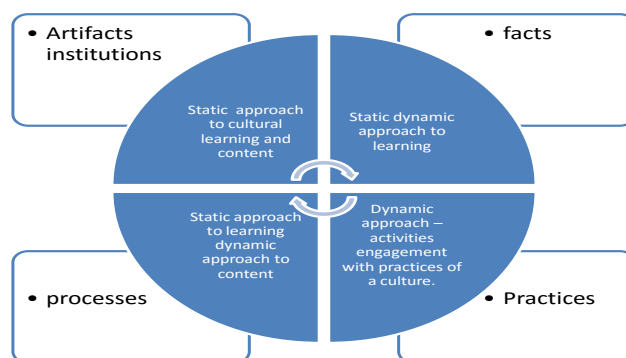 • Artifacts
institutions
• facts
Static approach
to cultural
learning and
content
Static dynamic
approach to
learning
Static approach
to learning
dynamic
approach to
content
Dynamic
approach –
activities
engagement
with practices of
a culture.
• processes
• Practices